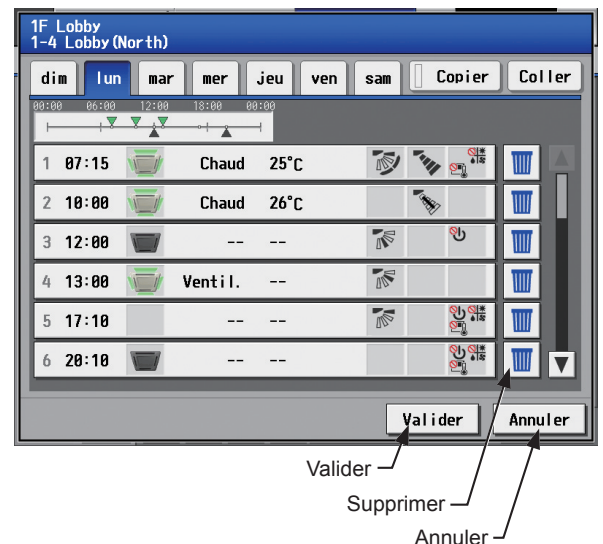 1F Lobby
1-4 Lobby(North)
dim lun mar mer jeu ven sam Copier Coller
00:00 06:00 12:00 18:00 00:00
1 07:15 Chaud 25°C
2 10:00 Chaud 26°C
3 12:00 -- --
4 13:00 Ventil. --
5 17:10 -- --
6 20:10 -- --
Valider Annuler
Valider
Supprimer
Annuler